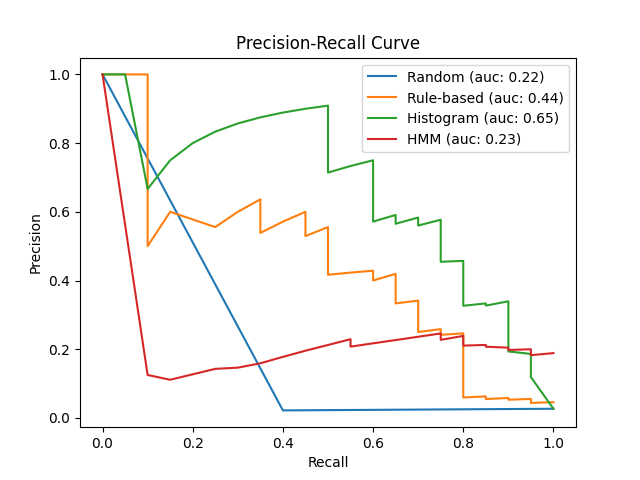 Precision-Recall Curve
Random (auc: 0.22)
Rule-based (auc: 0.44)
Histogram (auc: 0.65)
HMM (auc: 0.23)
Precision
1.0
0.8
0.6
0.4
0.2
0.0
0.0 0.2 0.4 0.6 0.8 1.0
Recall